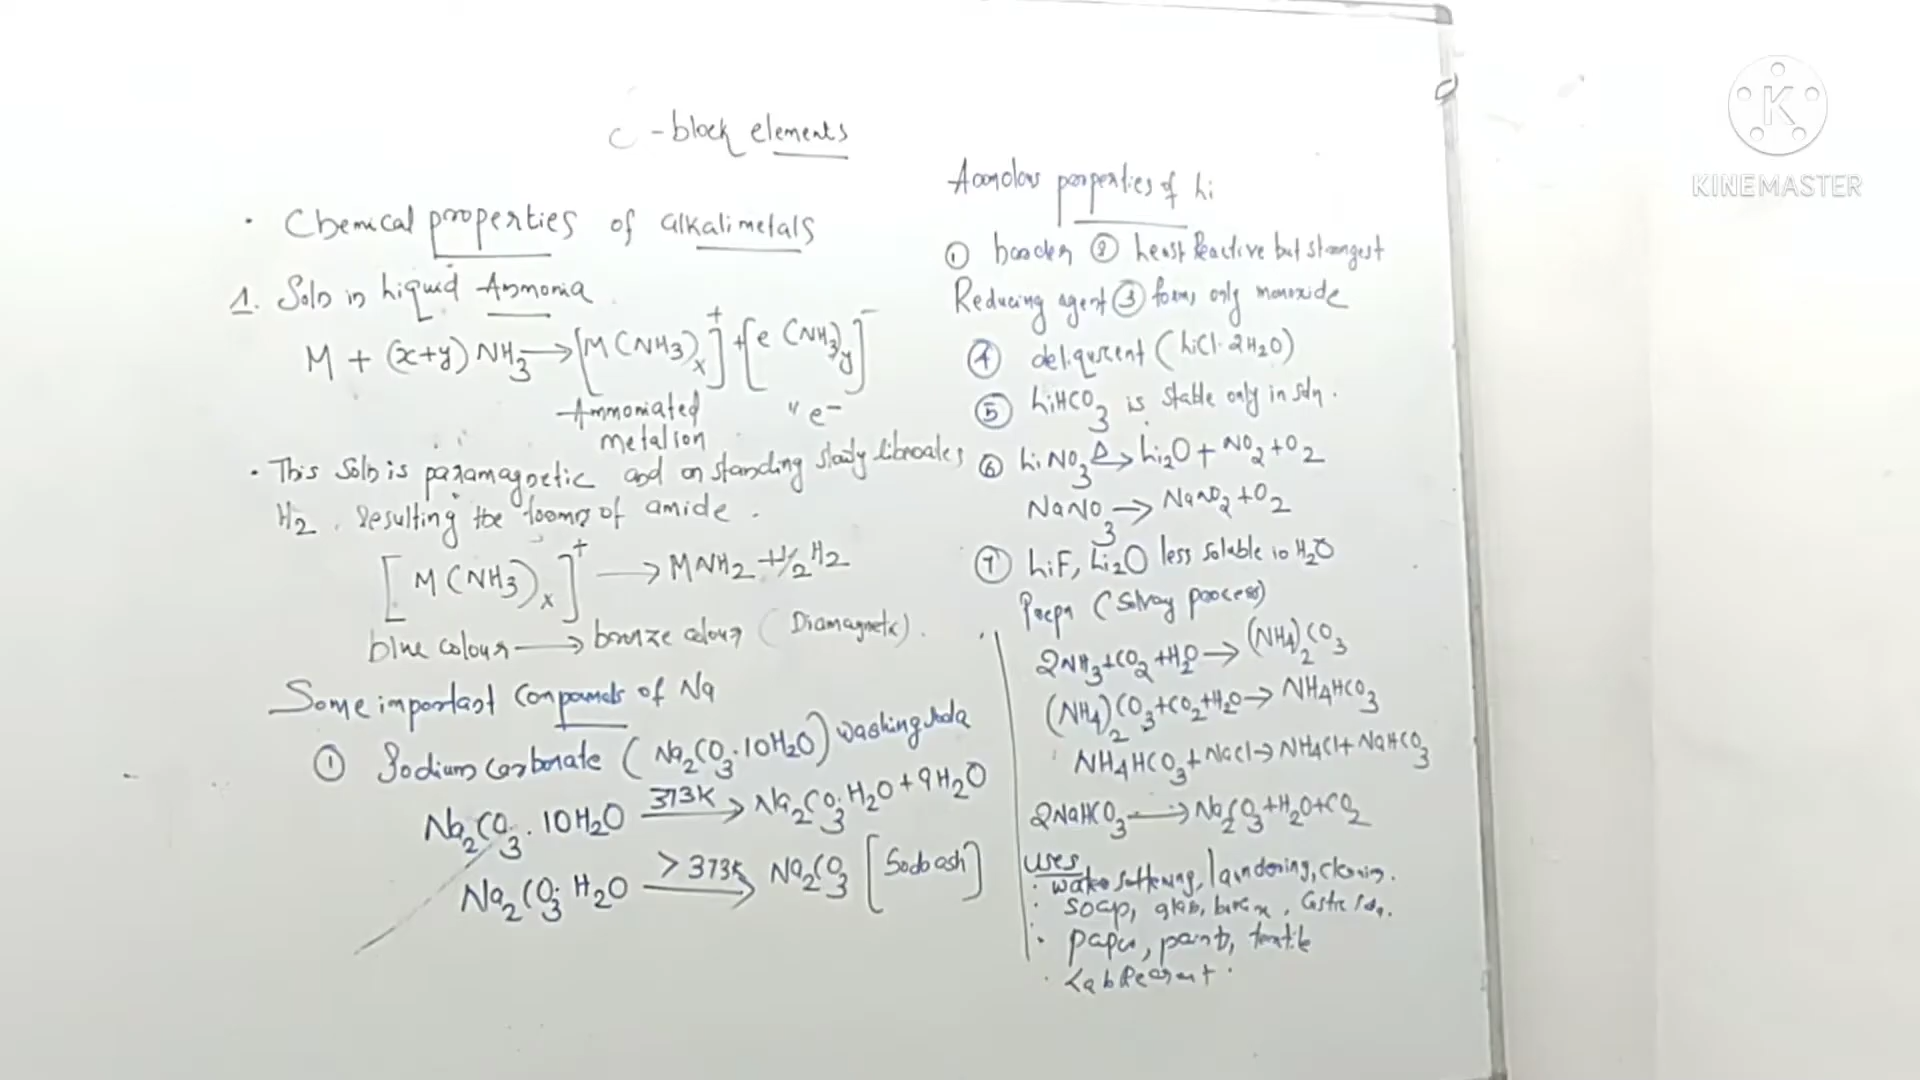 -block elements
• Chemical properties of alkali metals
1. Soln in Liquid Ammonia
M + (x+y) NH3 → [M(NH3)x]+ + [e(NH3)y]-
Ammoniated " e-
metal ion
• This Soln is paramagnetic and on standing slowly liberates
H2, resulting the formn of amide.
[M(NH3)x]+ → MNH2 + 1/2 H2
blue colour → bronze colour (Diamagnetic).
Some important Compounds of Na
① Sodium Carbonate (Na2CO3·10H2O) washing soda
Na2CO3·10H2O 373K → Na2CO3·H2O + 9H2O
Na2CO3·H2O >373K → Na2CO3 [Soda ash]
properties of Li
① harder ② Least Reactive but strongest
Reducing agent ③ forms only monoxide
④ (LiCl·2H2O)
⑤ LiHCO3 is stable only in soln.
⑥ LiNO3 Δ→ Li2O + NO2 + O2
NaNO3 → NaNO2 + O2
⑦ LiF, Li2O less soluble in H2O
Prepn (Solvay process)
2NH3 + CO2 + H2O → (NH4)2CO3
(NH4)2CO3 + CO2 + H2O → NH4HCO3
NH4HCO3 + NaCl → NH4Cl + NaHCO3
2NaHCO3 → Na2CO3 + H2O + CO2
Uses
• water softening, laundering, cleaning.
• soap, glass, borax,
• paper, paints, textile
• Lab Reagent.
KINEMASTER